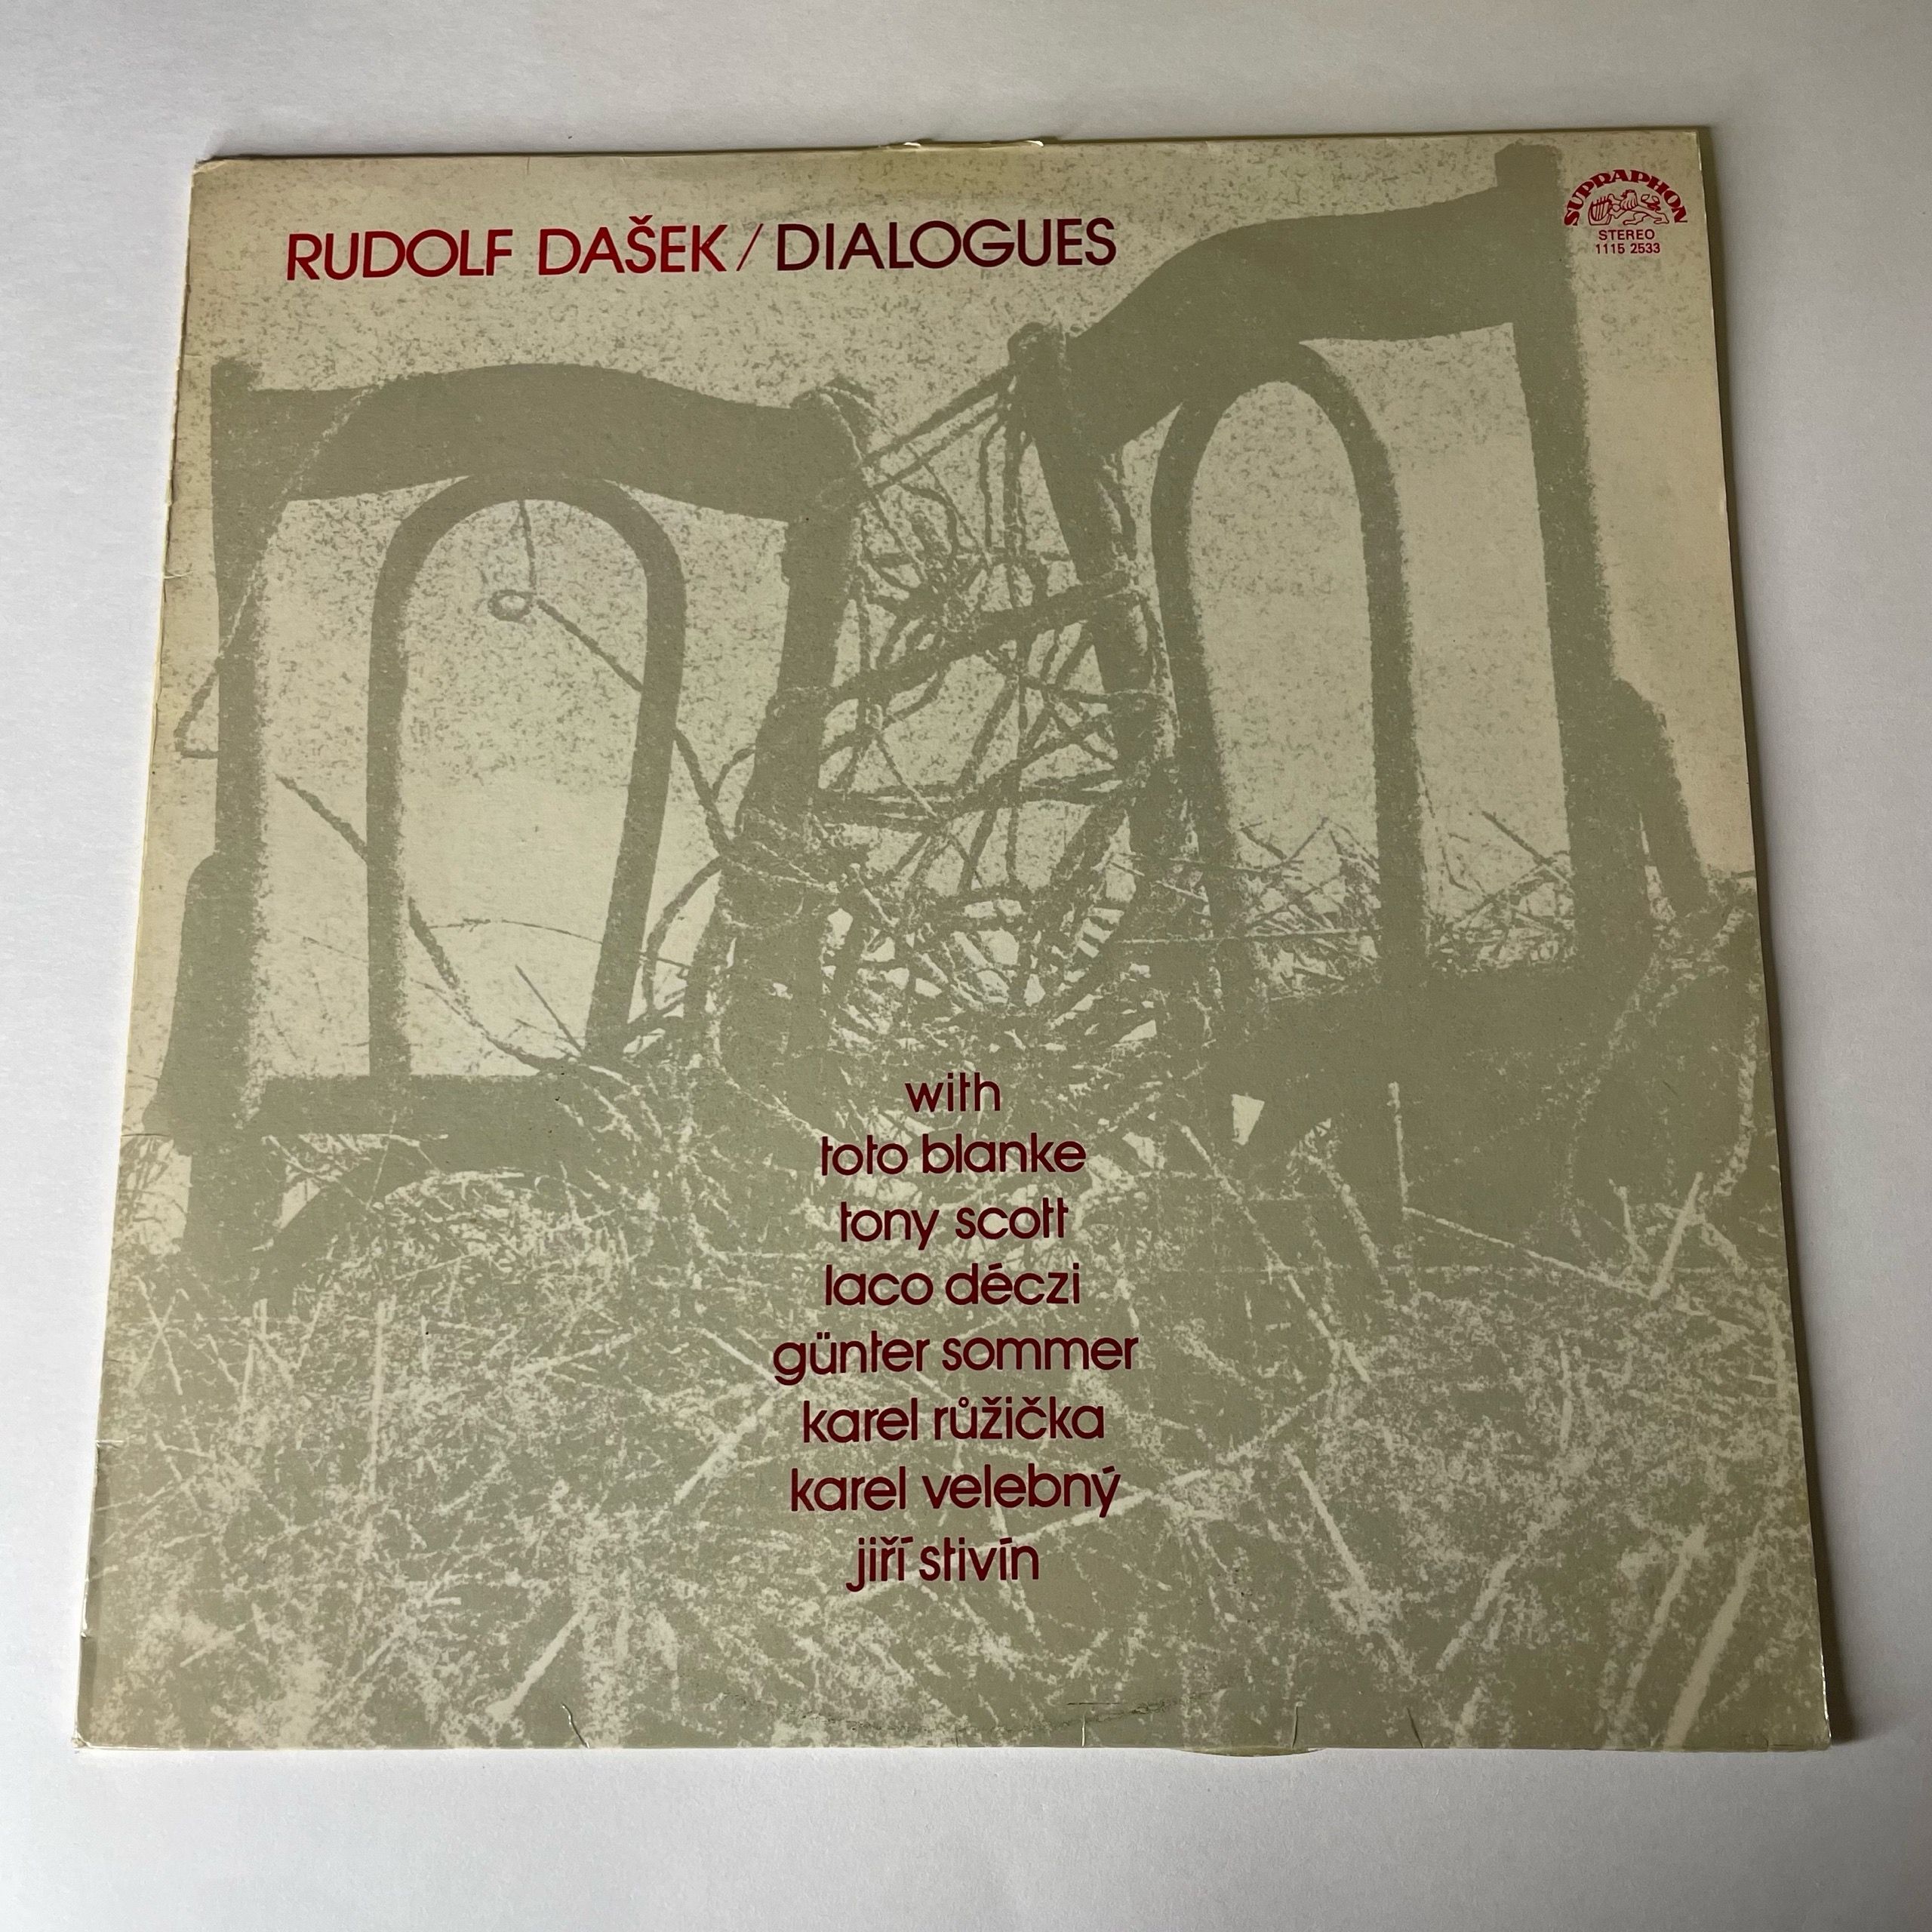 RUDOLF DAŠEK / DIALOGUES
SUPRAPHON
STEREO
1115 2533
with
toto blanke
tony scott
laco déczi
günter sommer
karel růžička
karel velebný
jiří stivín